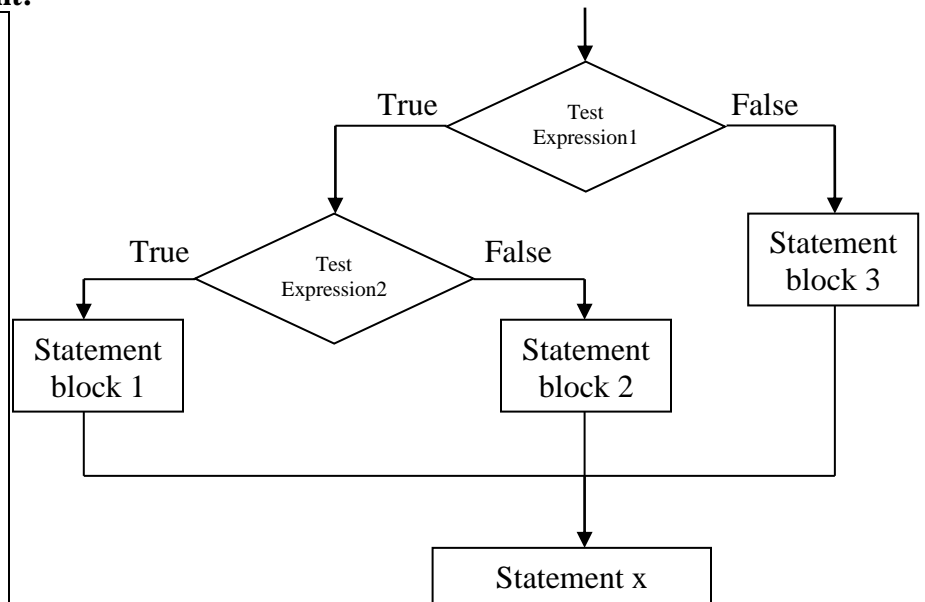 nt:
True
Test
Expression1
False
True
Test
Expression2
False
Statement
block 3
Statement
block 1
Statement
block 2
Statement x